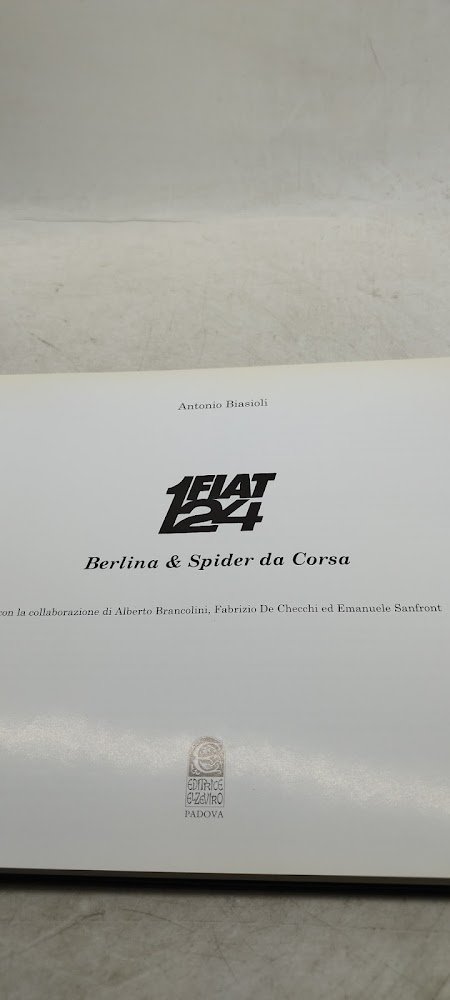 Antonio Biasioli
FIAT
124
Berlina & Spider da Corsa
con la collaborazione di Alberto Brancolini, Fabrizio De Checchi ed Emanuele Sanfront
EDITRICE
ELZEVIRO
PADOVA